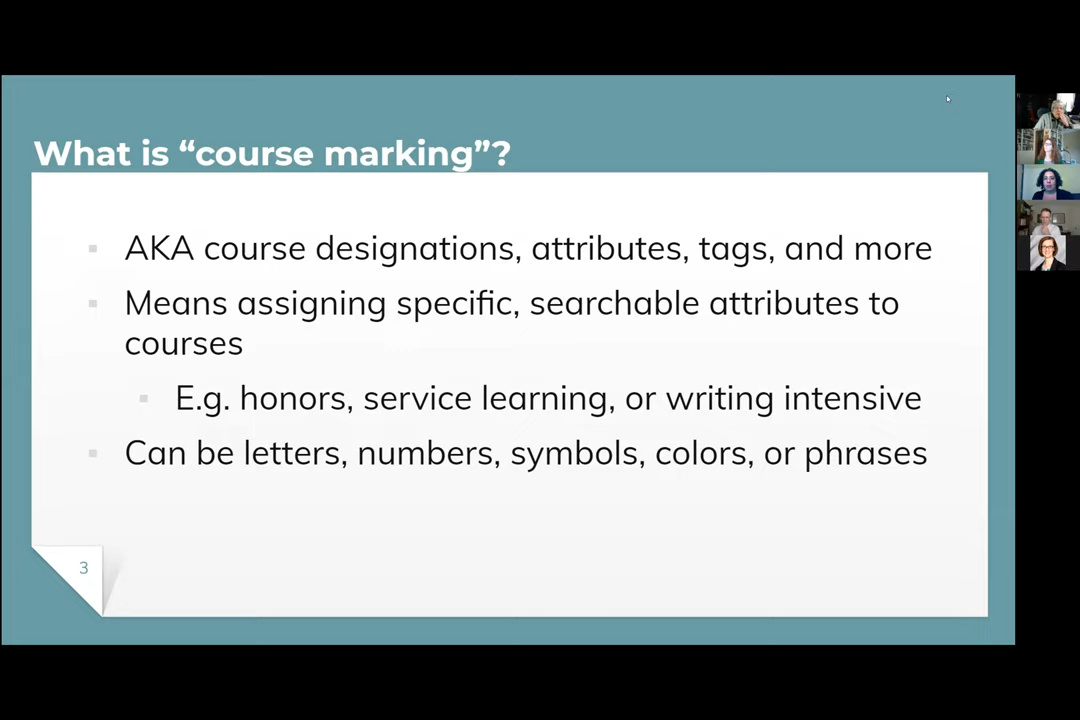 What is “course marking”?
AKA course designations, attributes, tags, and more
Means assigning specific, searchable attributes to
courses
E.g. honors, service learning, or writing intensive
Can be letters, numbers, symbols, colors, or phrases
3